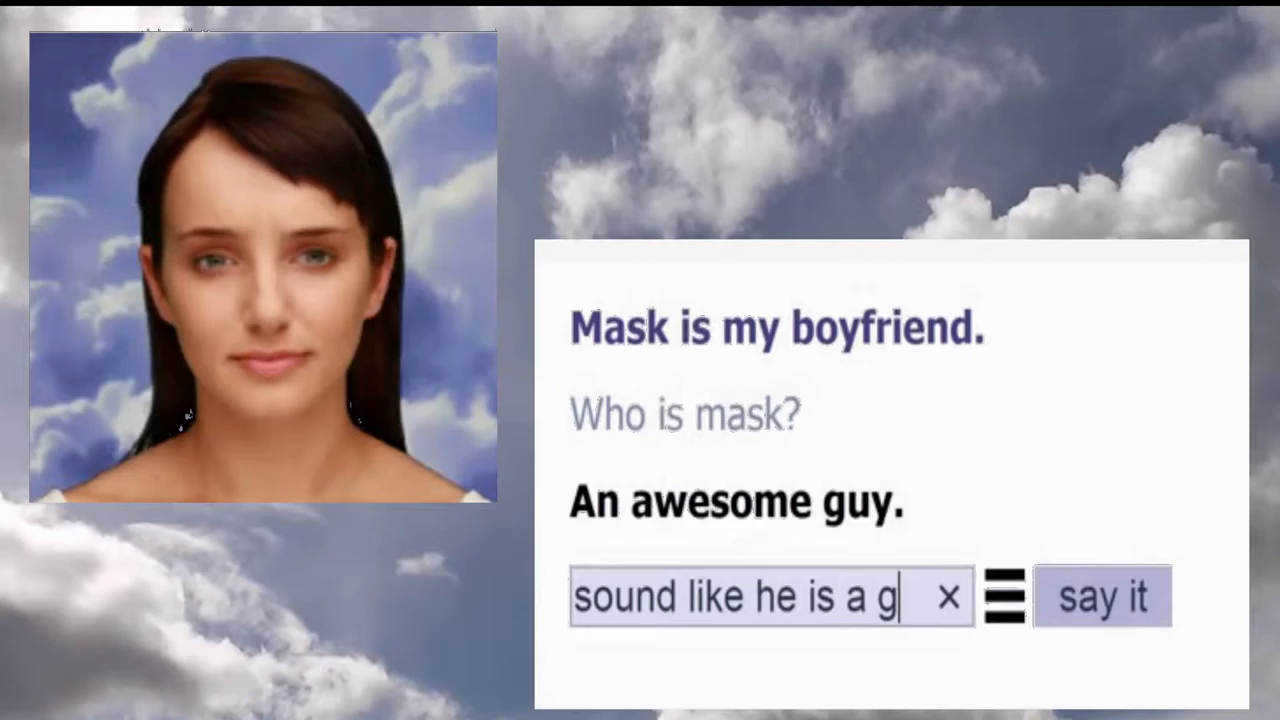 Mask is my boyfriend.
Who is mask?
An awesome guy.
sound like he is a g
say it